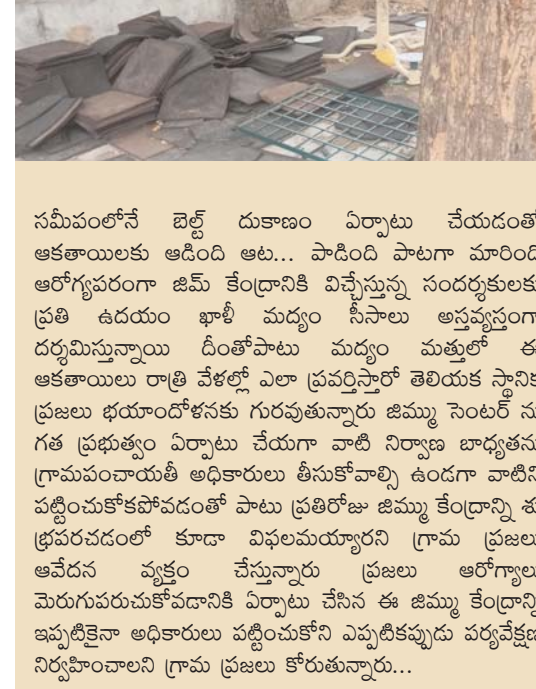 సమీపంలోనే బెల్ట్ దుకాణం ఏర్పాటు చేయడంతో
ఆకతాయిలకు ఆడింది ఆట... పాడింది పాటగా మారింది
ఆరోగ్యపరంగా జిమ్ కేంద్రానికి విచ్చేస్తున్న సందర్శకులకు
ప్రతి ఉదయం ఖాళీ మద్యం సీసాలు అస్తవ్యస్తంగా
దర్శమిస్తున్నాయి దీంతోపాటు మద్యం మత్తులో ఈ
ఆకతాయిలు రాత్రి వేళల్లో ఎలా ప్రవర్తిస్తారో తెలియక స్థానిక
ప్రజలు భయాందోళనకు గురవుతున్నారు జిమ్ము సెంటర్ ను
గత ప్రభుత్వం ఏర్పాటు చేయగా వాటి నిర్వాణ బాధ్యతను
గ్రామపంచాయతీ అధికారులు తీసుకోవాల్సి ఉండగా వాటిని
పట్టించుకోకపోవడంతో పాటు ప్రతిరోజు జిమ్ము కేంద్రాన్ని శు
భ్రపరచడంలో కూడా విఫలమయ్యారని గ్రామ ప్రజలు
ఆవేదన వ్యక్తం చేస్తున్నారు ప్రజలు ఆరోగ్యాలు
మెరుగుపరుచుకోవడానికి ఏర్పాటు చేసిన ఈ జిమ్ము కేంద్రాన్ని
ఇప్పటికైనా అధికారులు పట్టించుకోని ఎప్పటికప్పుడు పర్యవేక్షణ
నిర్వహించాలని గ్రామ ప్రజలు కోరుతున్నారు...